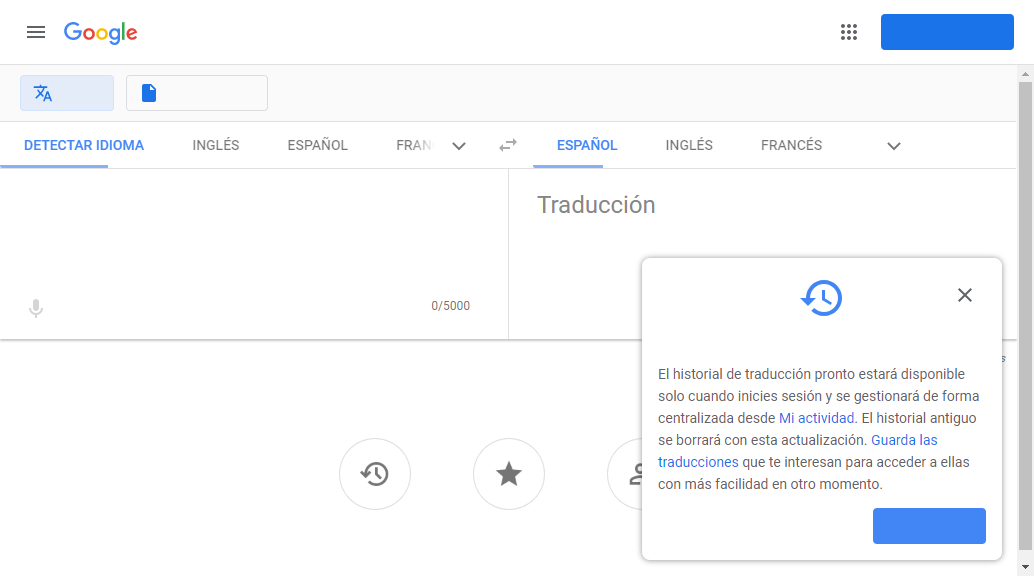 Google
DETECTAR IDIOMA INGLÉS ESPAÑOL FRAN ESPAÑOL INGLÉS FRANCÉS
Traducción
0/5000
El historial de traducción pronto estará disponible
solo cuando inicies sesión y se gestionará de forma
centralizada desde Mi actividad. El historial antiguo
se borrará con esta actualización. Guarda las
traducciones que te interesan para acceder a ellas
con más facilidad en otro momento.